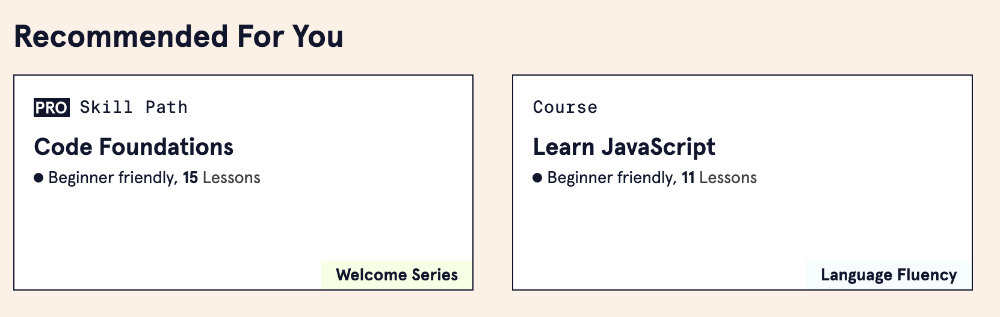 Recommended For You
PRO Skill Path
Code Foundations
Beginner friendly, 15 Lessons
Welcome Series
Course
Learn JavaScript
Beginner friendly, 11 Lessons
Language Fluency